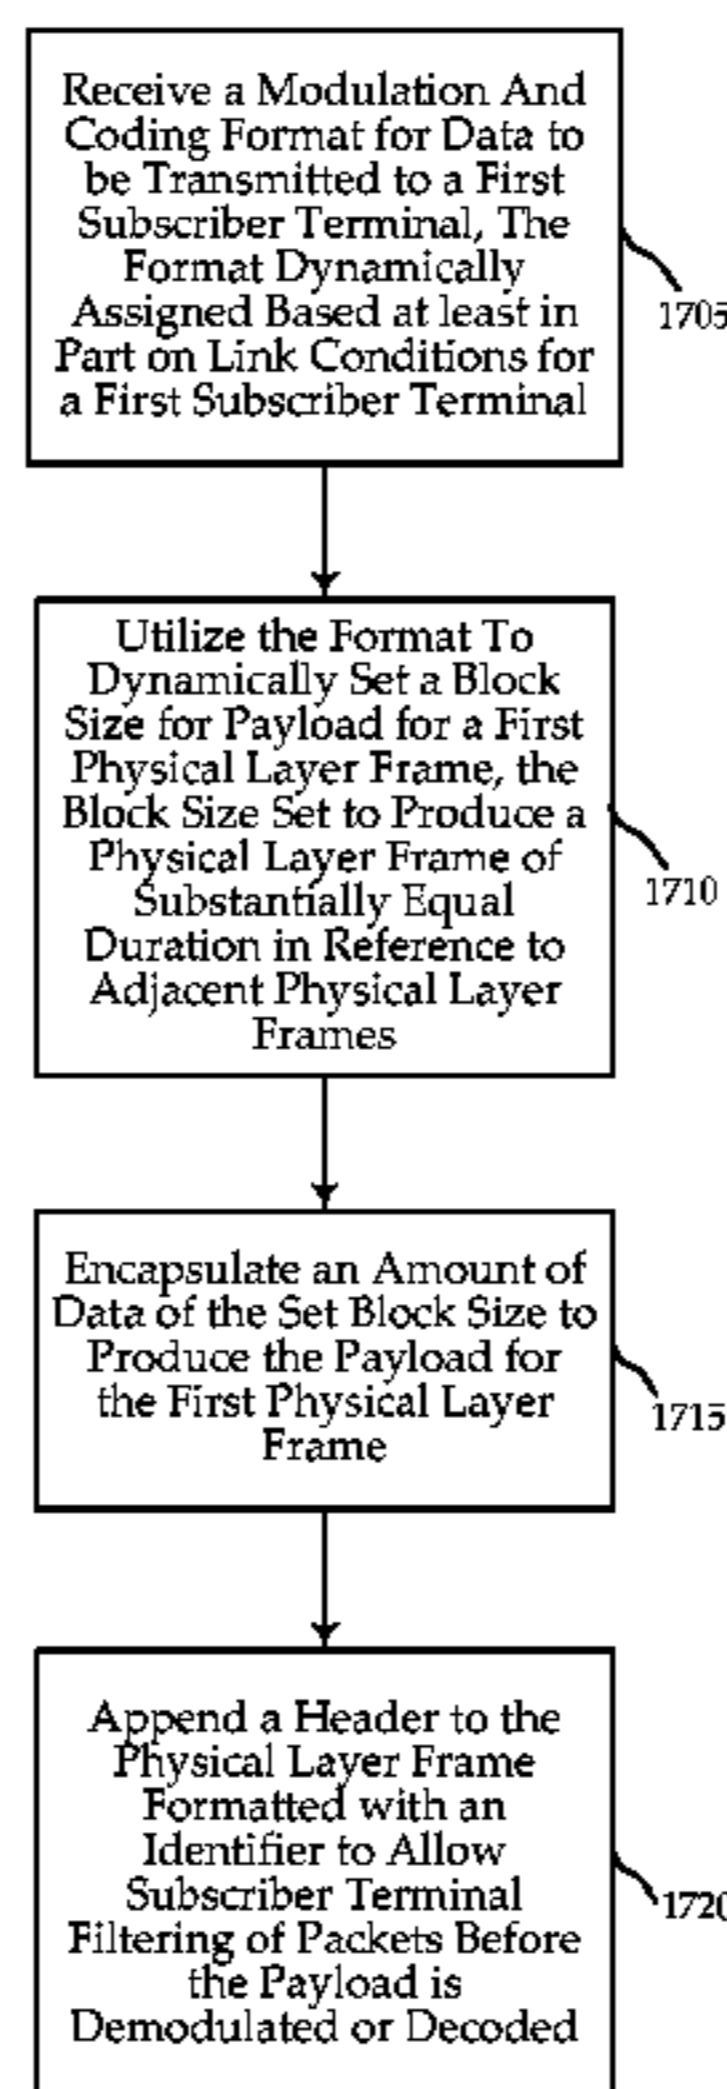 Receive a Modulation And
Coding Format for Data to
be Transmitted to a First
Subscriber Terminal, The
Format Dynamically
Assigned Based at least in
Part on Link Conditions for
a First Subscriber Terminal
1705
Utilize the Format To
Dynamically Set a Block
Size for Payload for a First
Physical Layer Frame, the
Block Size Set to Produce a
Physical Layer Frame of
Substantially Equal
Duration in Reference to
Adjacent Physical Layer
Frames
1710
Encapsulate an Amount of
Data of the Set Block Size to
Produce the Payload for
the First Physical Layer
Frame
1715
Append a Header to the
Physical Layer Frame
Formatted with an
Identifier to Allow
Subscriber Terminal
Filtering of Packets Before
the Payload is
Demodulated or Decoded
1720